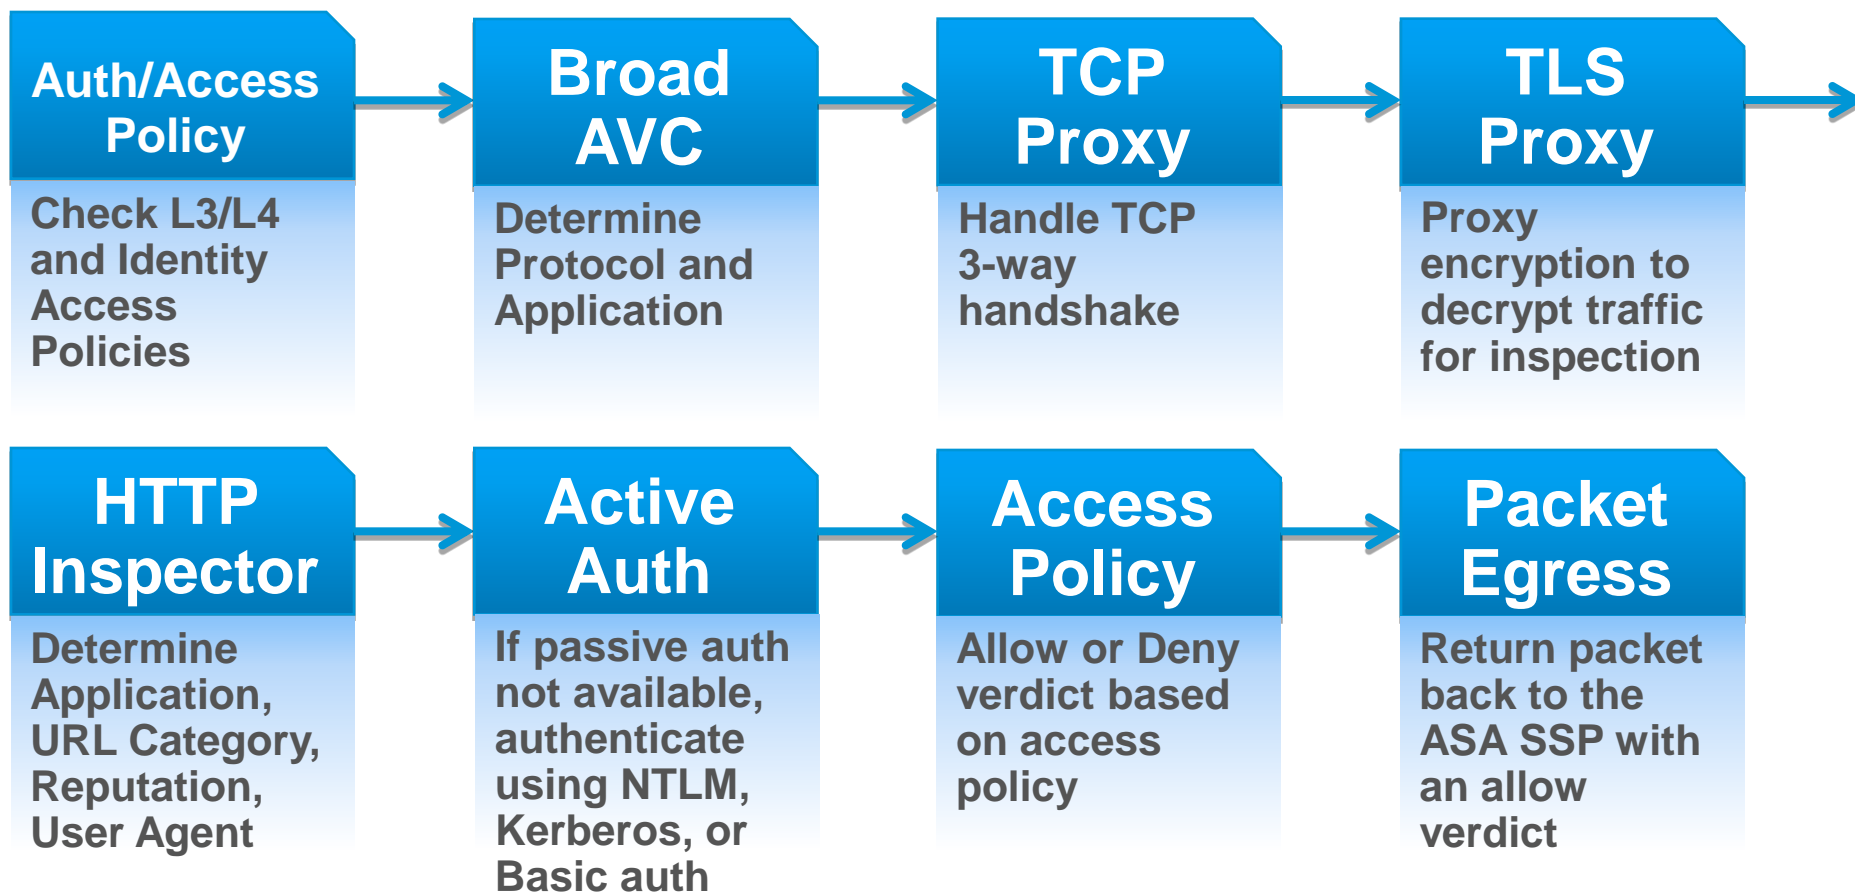 Auth/Access
Policy
Check L3/L4
and Identity
Access
Policies
Broad
AVC
Determine
Protocol and
Application
TCP
Proxy
Handle TCP
3-way
handshake
TLS
Proxy
Proxy
encryption to
decrypt traffic
for inspection
HTTP
Inspector
Determine
Application,
URL Category,
Reputation,
User Agent
Active
Auth
If passive auth
not available,
authenticate
using NTLM,
Kerberos, or
Basic auth
Access
Policy
Allow or Deny
verdict based
on access
policy
Packet
Egress
Return packet
back to the
ASA SSP with
an allow
verdict